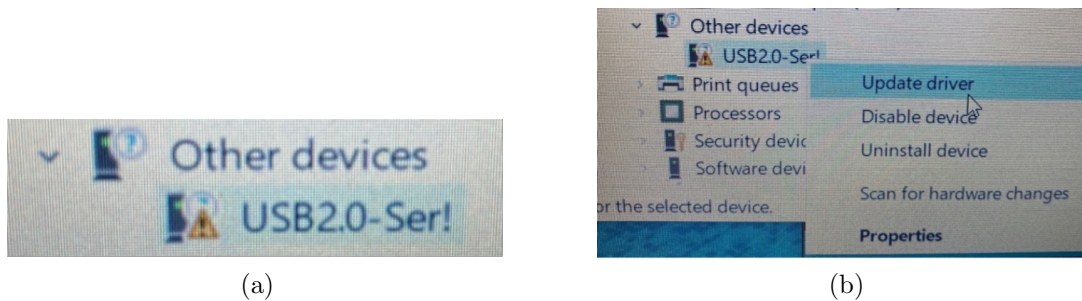 Other devices
USB2.0-Ser!
(a)
Other devices
USB2.0-Ser!
Print queues
Processors
Security devic
Software devi
or the selected device.
Update driver
Disable device
Uninstall device
Scan for hardware changes
Properties
(b)